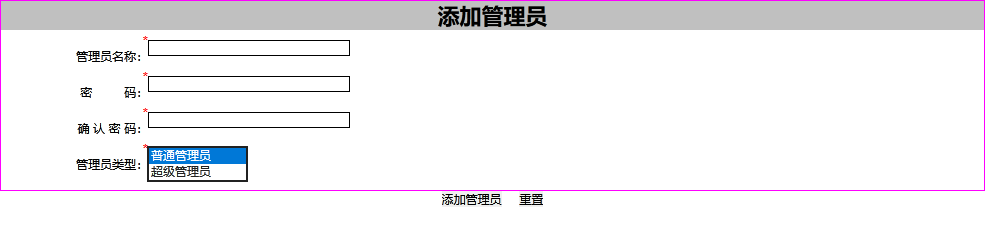 添加管理员
*
管理员名称:
*
密 码:
*
确 认 密 码:
*
管理员类型:
普通管理员
超级管理员
添加管理员 重置